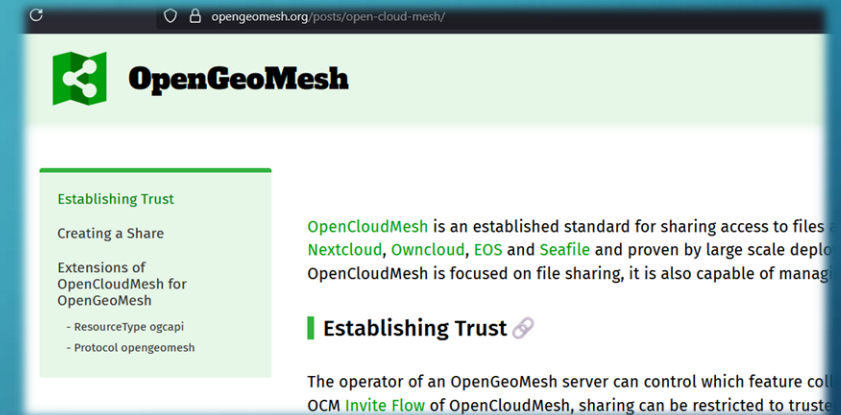 opengeomesh.org/posts/open-cloud-mesh/
OpenGeoMesh
Establishing Trust
Creating a Share
Extensions of
OpenCloudMesh for
OpenGeoMesh
- ResourceType ogcapi
- Protocol opengeomesh
OpenCloudMesh is an established standard for sharing access to files
Nextcloud, Owncloud, EOS and Seafile and proven by large scale deplo
OpenCloudMesh is focused on file sharing, it is also capable of managi
Establishing Trust
The operator of an OpenGeoMesh server can control which feature coll
OCM Invite Flow of OpenCloudMesh, sharing can be restricted to truste